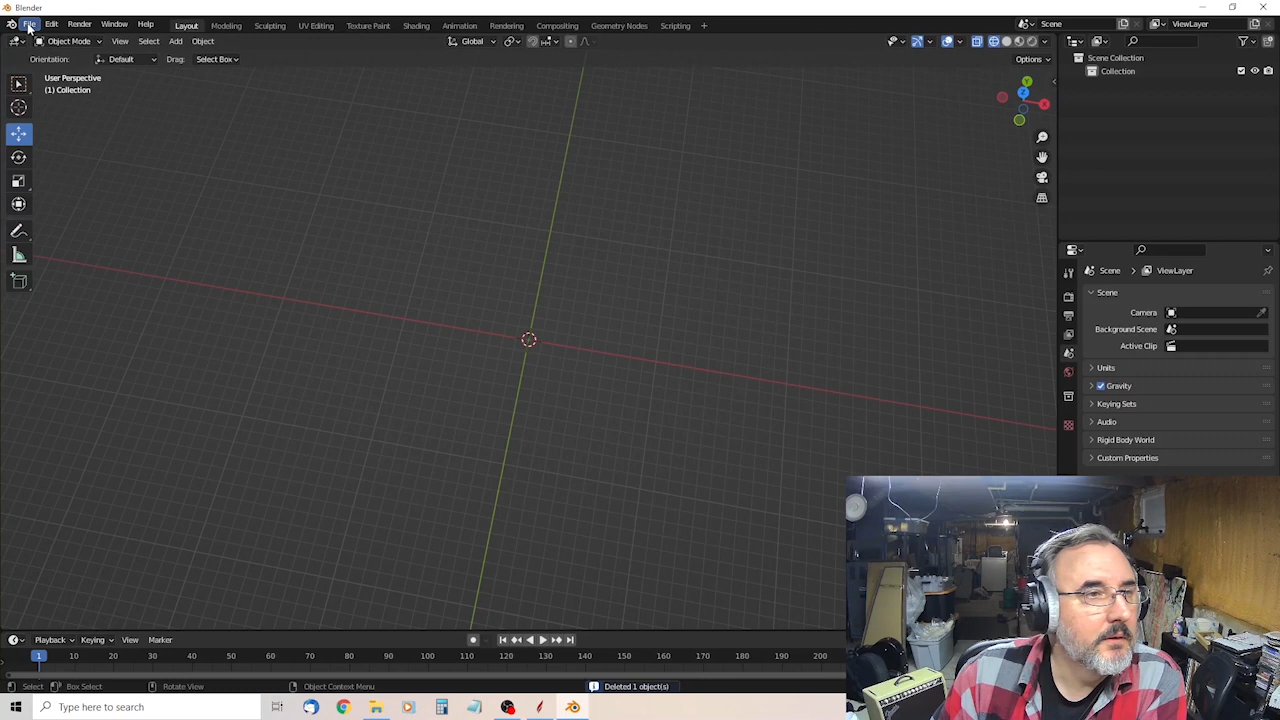 Blender
File Edit Render Window Help Layout Modeling Sculpting UV Editing Texture Paint Shading Animation Rendering Compositing Geometry Nodes Scripting + Scene ViewLayer
Object Mode View Select Add Object Global
Orientation: Default Drag: Select Box Options
User Perspective
(1) Collection
Y
Z
X
Scene Collection
Collection
Scene ViewLayer
Scene
Camera
Background Scene
Active Clip
Units
Gravity
Keying Sets
Audio
Rigid Body World
Custom Properties
Playback Keying View Marker
1 10 20 30 40 50 60 70 80 90 100 110 120 130 140 150 160 170 180 190 200
Select Box Select Rotate View Object Context Menu Deleted 1 object(s)
Type here to search